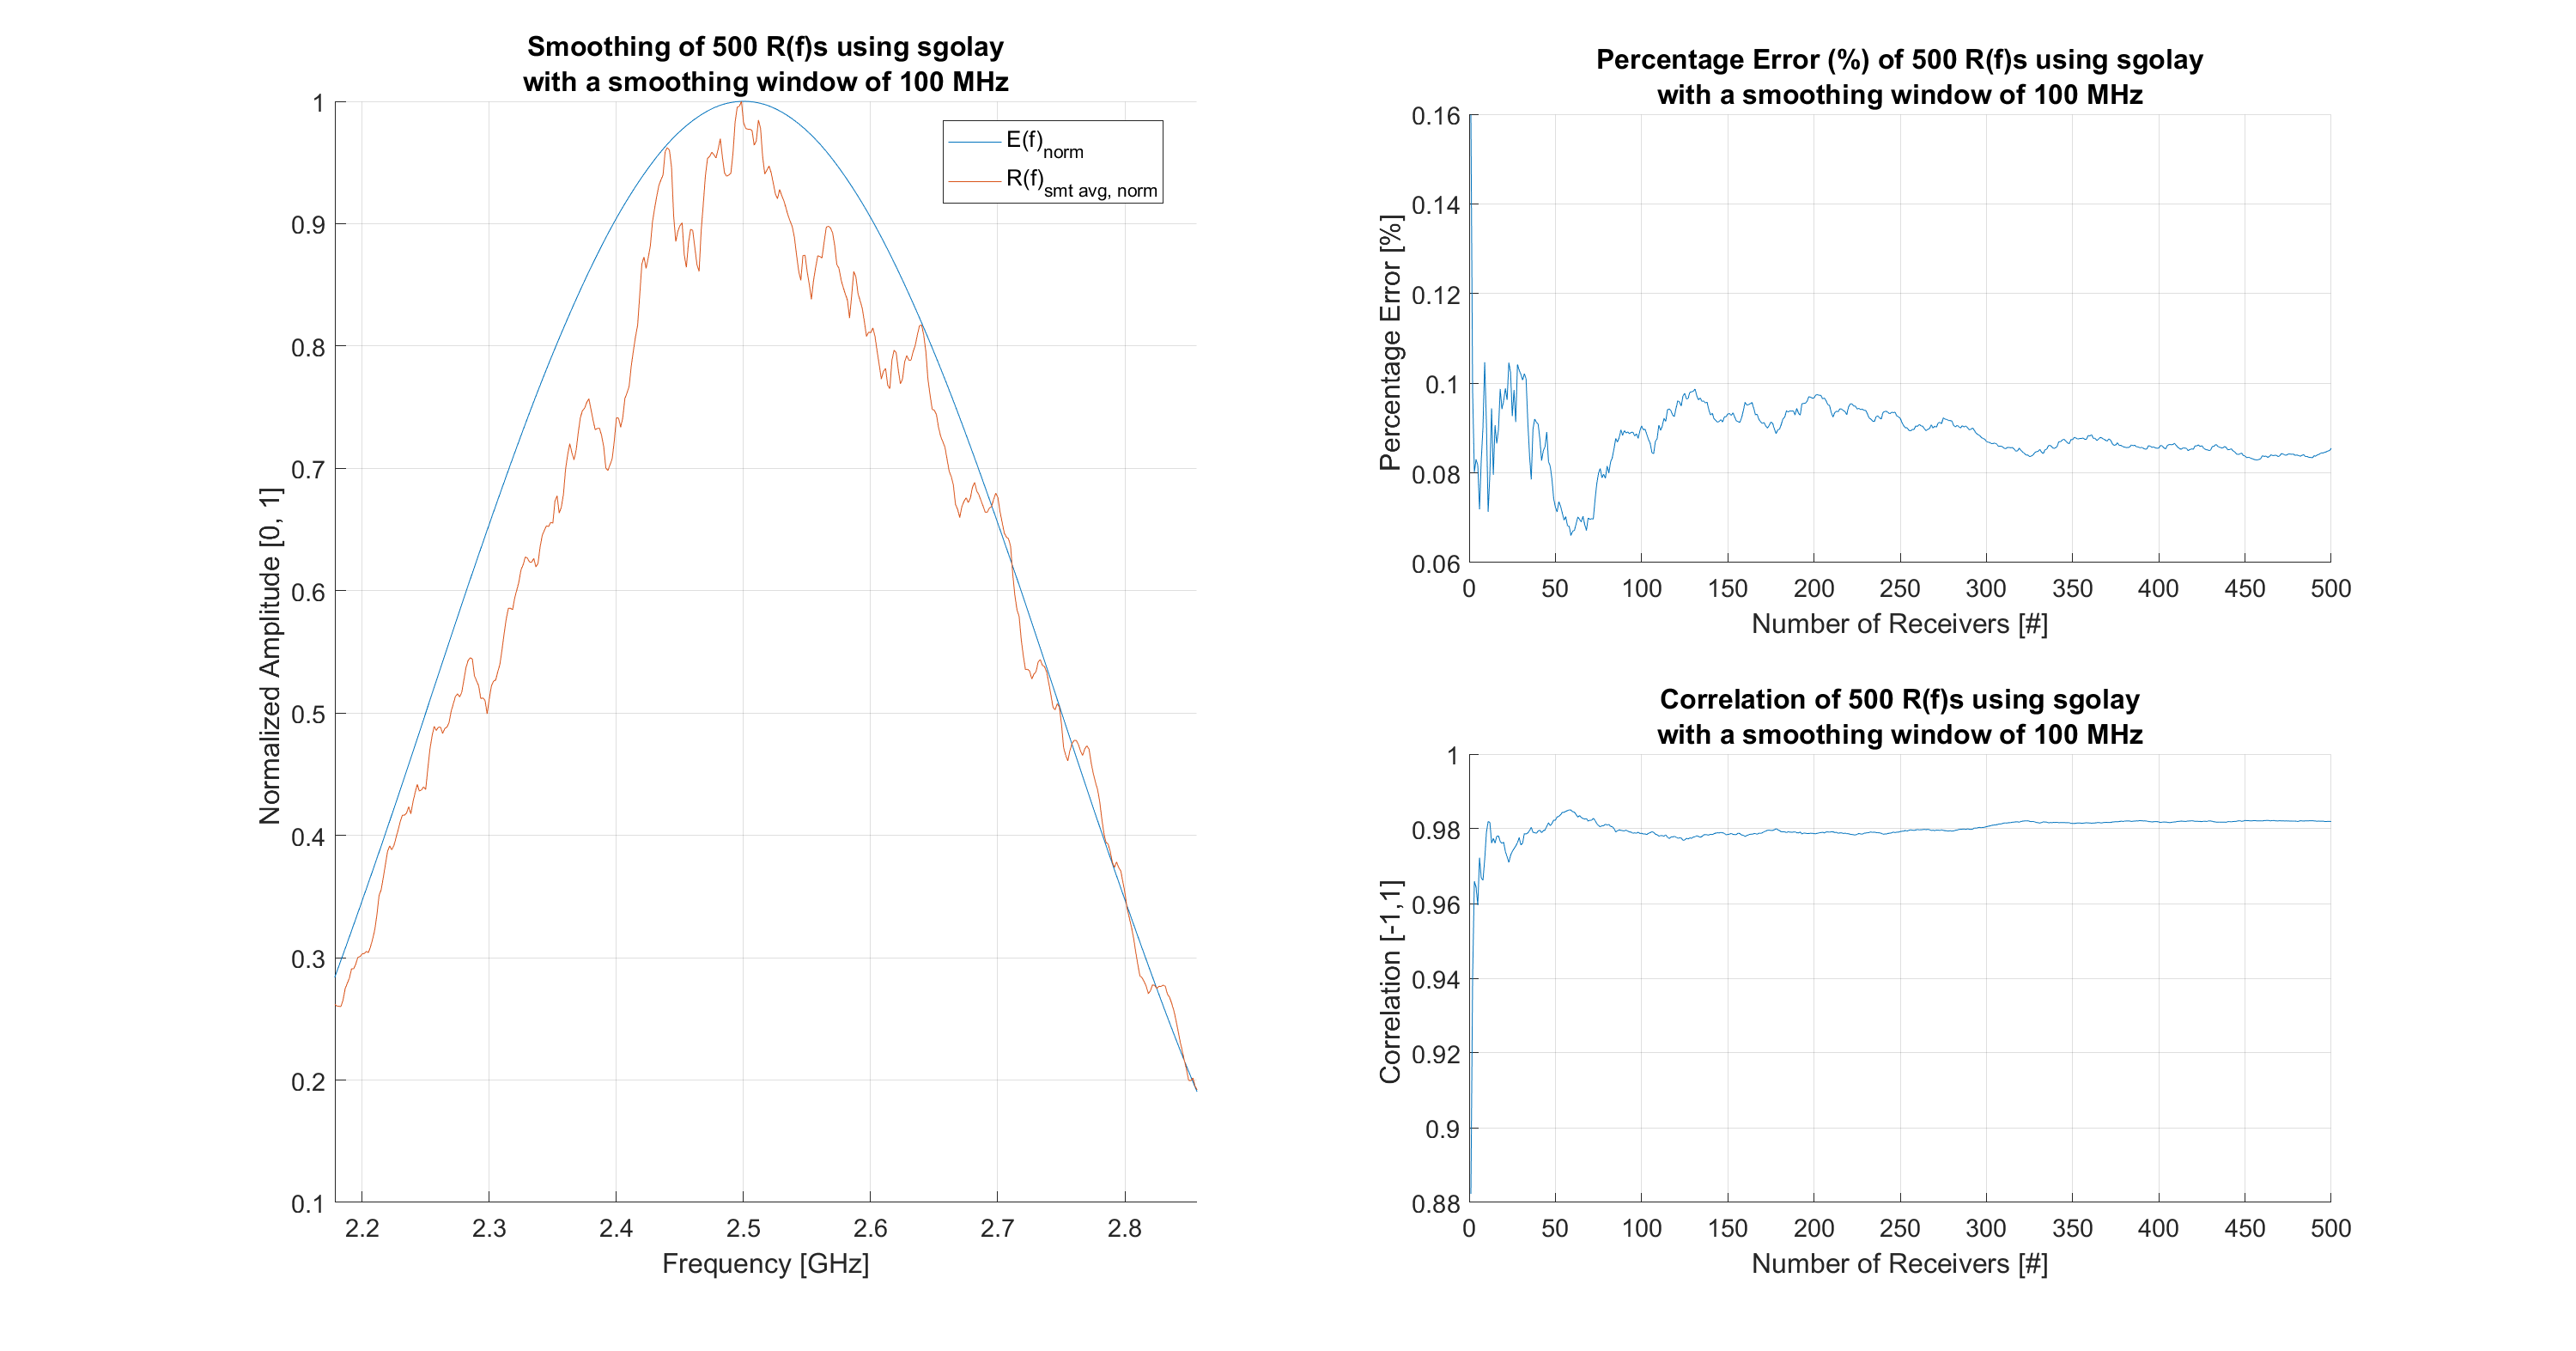 Smoothing of 500 R(f)s using sgolay
with a smoothing window of 100 MHz
1
0.9
0.8
0.7
0.6
0.5
0.4
0.3
0.2
0.1
Normalized Amplitude [0, 1]
E(f)norm
R(f)smt avg, norm
2.2 2.3 2.4 2.5 2.6 2.7 2.8
Frequency [GHz]
Percentage Error (%) of 500 R(f)s using sgolay
with a smoothing window of 100 MHz
0.16
0.14
0.12
0.1
0.08
0.06
Percentage Error [%]
0 50 100 150 200 250 300 350 400 450 500
Number of Receivers [#]
Correlation of 500 R(f)s using sgolay
with a smoothing window of 100 MHz
1
0.98
0.96
0.94
0.92
0.9
0.88
Correlation [-1,1]
0 50 100 150 200 250 300 350 400 450 500
Number of Receivers [#]